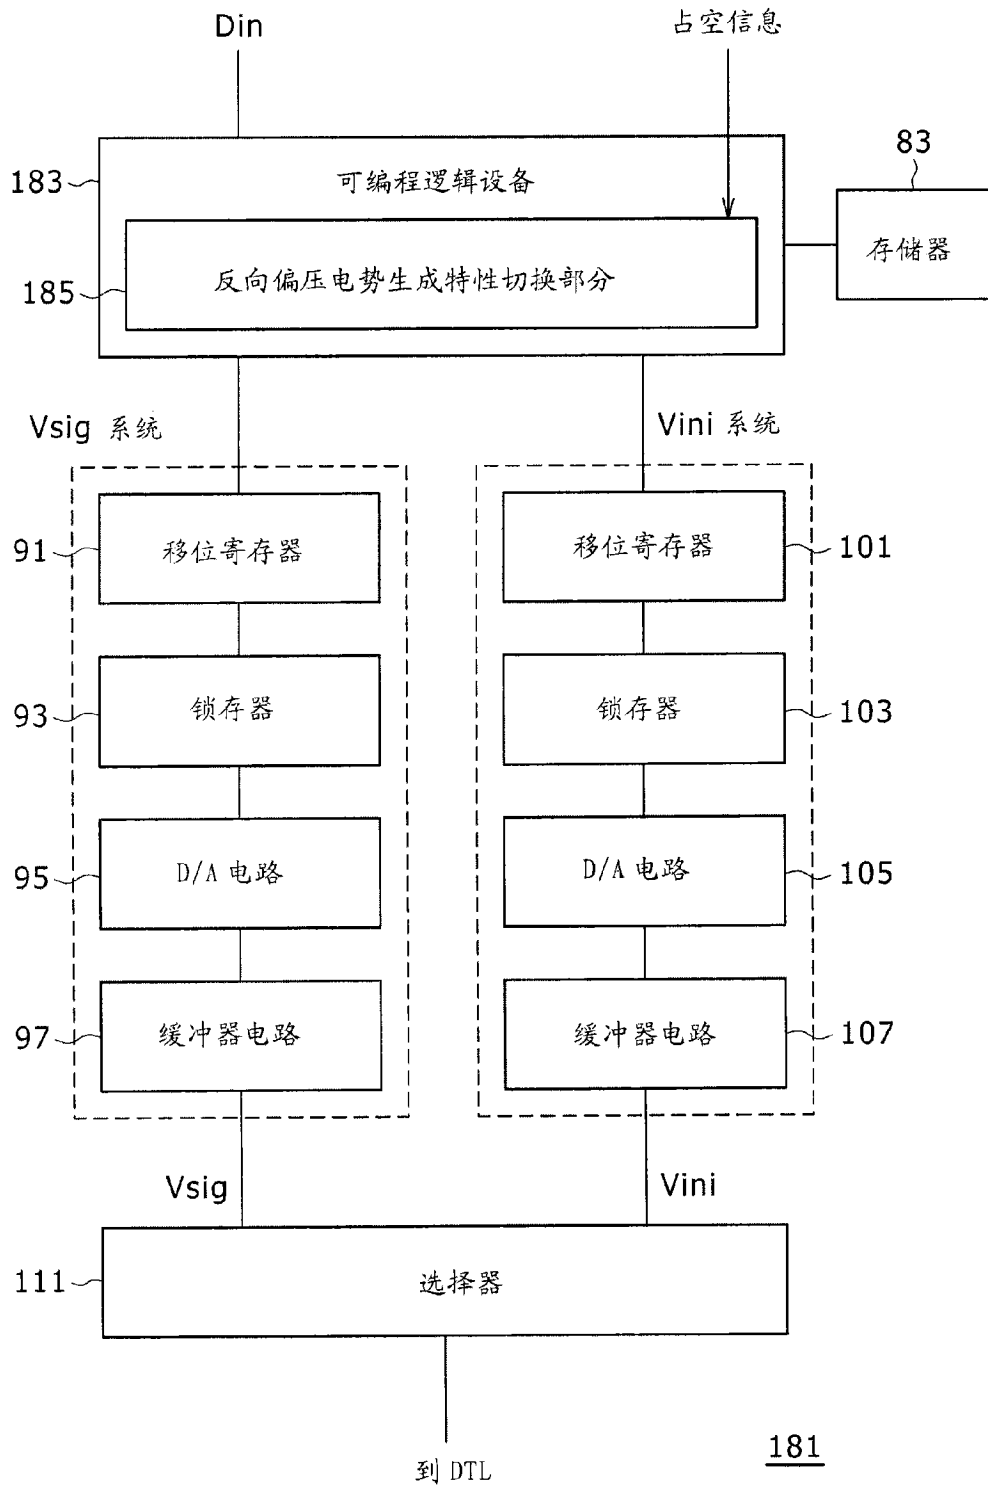 Din
占空信息
183
可编程逻辑设备
83
存储器
185
反向偏压电势生成特性切换部分
Vsig 系统
Vini 系统
91
移位寄存器
移位寄存器
101
93
锁存器
锁存器
103
95
D/A 电路
D/A 电路
105
97
缓冲器电路
缓冲器电路
107
Vsig
Vini
111
选择器
到 DTL
181